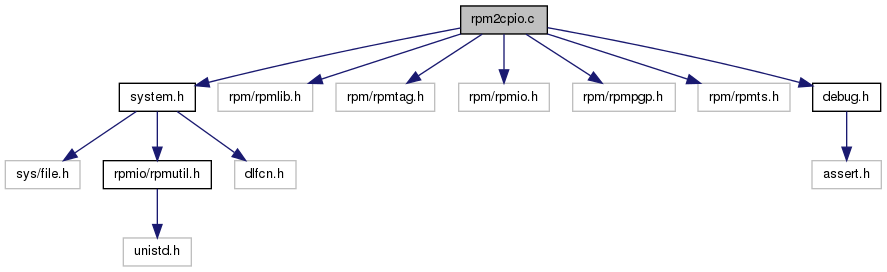 rpm2cpio.c
system.h
rpm/rpmlib.h
rpm/rpmtag.h
rpm/rpmio.h
rpm/rpmpgp.h
rpm/rpmts.h
debug.h
sys/file.h
rpmio/rpmutil.h
dlfcn.h
assert.h
unistd.h